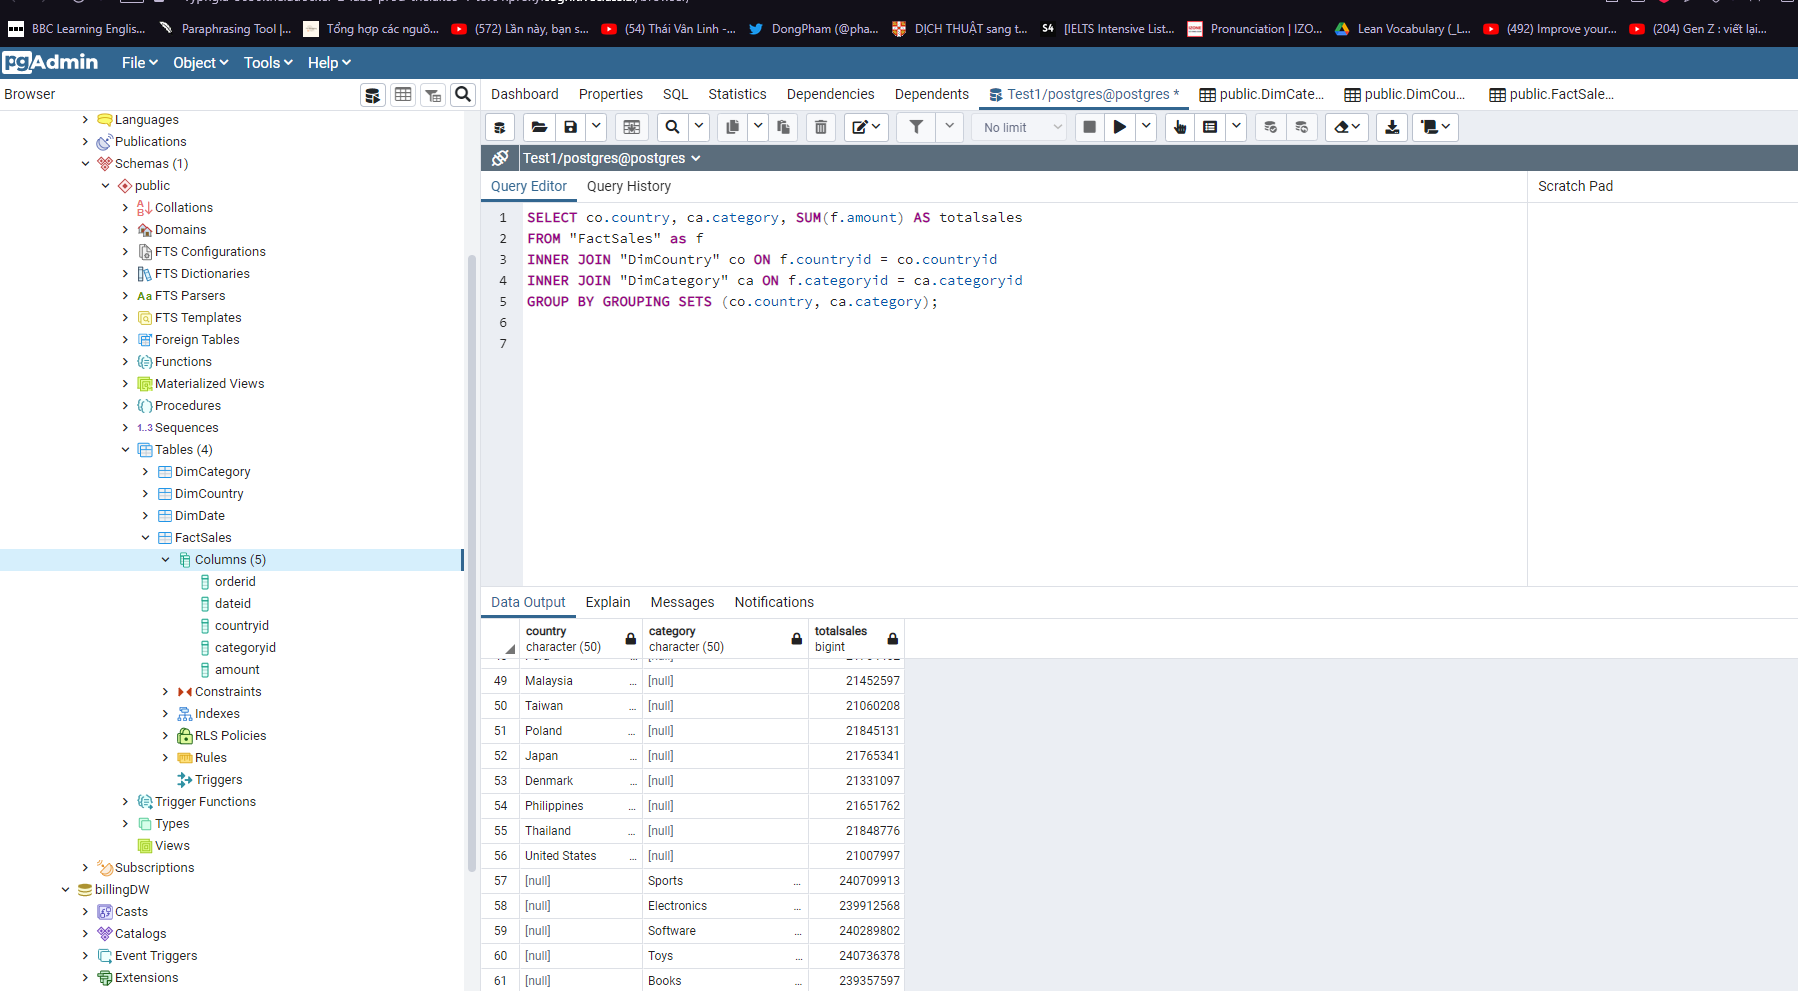 BBC Learning Englis...
Paraphrasing Tool |...
Tổng hợp các nguồ...
(572) Lần này, bạn s...
(54) Thái Vân Linh -...
DongPham (@pha...
DỊCH THUẬT sang t...
S4 [IELTS Intensive List...
Pronunciation | IZO...
Lean Vocabulary (_L...
(492) Improve your...
(204) Gen Z : viết lại...
pgAdmin File Object Tools Help
Browser
Dashboard Properties SQL Statistics Dependencies Dependents Test1/postgres@postgres * public.DimCate... public.DimCou... public.FactSale...
No limit
Test1/postgres@postgres
Query Editor Query History Scratch Pad
Languages
Publications
Schemas (1)
public
Collations
Domains
FTS Configurations
FTS Dictionaries
Aa FTS Parsers
FTS Templates
Foreign Tables
Functions
Materialized Views
Procedures
1..3 Sequences
Tables (4)
DimCategory
DimCountry
DimDate
FactSales
Columns (5)
orderid
dateid
countryid
categoryid
amount
Constraints
Indexes
RLS Policies
Rules
Triggers
Trigger Functions
Types
Views
Subscriptions
billingDW
Casts
Catalogs
Event Triggers
Extensions
1 SELECT co.country, ca.category, SUM(f.amount) AS totalsales
2 FROM "FactSales" as f
3 INNER JOIN "DimCountry" co ON f.countryid = co.countryid
4 INNER JOIN "DimCategory" ca ON f.categoryid = ca.categoryid
5 GROUP BY GROUPING SETS (co.country, ca.category);
6
7
Data Output Explain Messages Notifications
country category totalsales
character (50) character (50) bigint
49 Malaysia ... [null] 21452597
50 Taiwan ... [null] 21060208
51 Poland ... [null] 21845131
52 Japan ... [null] 21765341
53 Denmark ... [null] 21331097
54 Philippines ... [null] 21651762
55 Thailand ... [null] 21848776
56 United States ... [null] 21007997
57 [null] Sports ... 240709913
58 [null] Electronics ... 239912568
59 [null] Software ... 240289802
60 [null] Toys ... 240736378
61 [null] Books ... 239357597